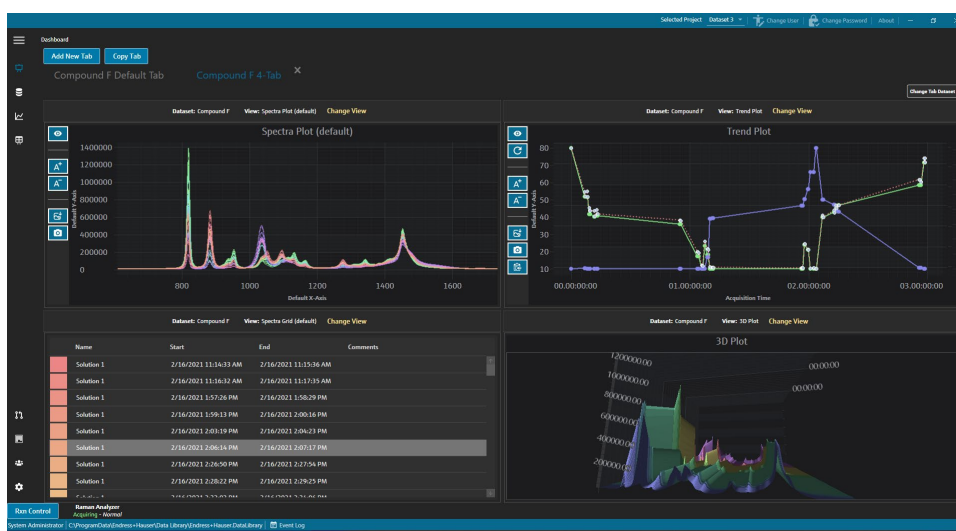 Selected Project Dataset 3 Change User Change Password About
Dashboard
Add New Tab Copy Tab
Compound F Default Tab Compound F 4-Tab X
Change Tab Dataset
Dataset: Compound F View: Spectra Plot (default) Change View
Spectra Plot (default)
1400000
1200000
1000000
800000
600000
400000
200000
0
Default Y-Axis
800 1000 1200 1400 1600
Default X-Axis
Dataset: Compound F View: Trend Plot Change View
Trend Plot
80
70
60
50
40
30
20
10
Default Y-Axis
00.00:00:00 01.00:00:00 02.00:00:00 03.00:00:00
Acquisition Time
Dataset: Compound F View: Spectra Grid (default) Change View
Name Start End Comments
Solution 1 2/16/2021 11:14:33 AM 2/16/2021 11:15:36 AM
Solution 1 2/16/2021 11:16:32 AM 2/16/2021 11:17:35 AM
Solution 1 2/16/2021 1:57:26 PM 2/16/2021 1:58:29 PM
Solution 1 2/16/2021 1:59:13 PM 2/16/2021 2:00:16 PM
Solution 1 2/16/2021 2:03:19 PM 2/16/2021 2:04:23 PM
Solution 1 2/16/2021 2:06:14 PM 2/16/2021 2:07:17 PM
Solution 1 2/16/2021 2:26:50 PM 2/16/2021 2:27:54 PM
Solution 1 2/16/2021 2:28:22 PM 2/16/2021 2:29:25 PM
Dataset: Compound F View: 3D Plot Change View
3D Plot
1200000.00
1000000.00
800000.00
600000.00
400000.00
200000.00
00:00:00
00:00:00
Rxn Control
Raman Analyzer
Acquiring - Normal
System Administrator C:\ProgramData\Endress+Hauser\Data Library\Endress+Hauser.DataLibrary Event Log